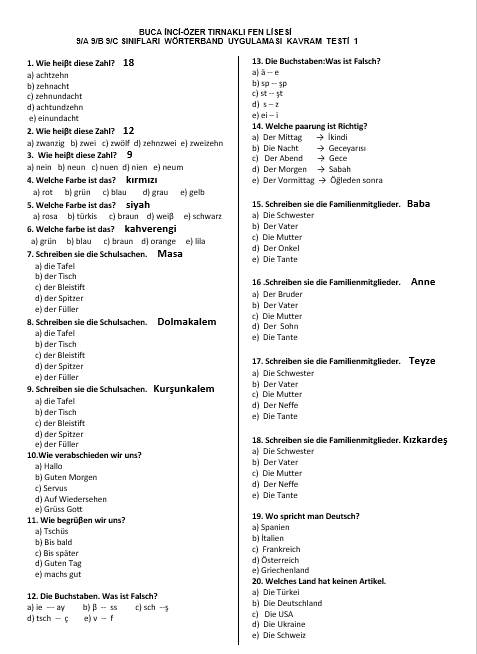 BUCA İNCİ-ÖZER TIRNAKLI FEN LİSESİ
9/A 9/B 9/C SINIFLARI WÖRTERBAND UYGULAMASI KAVRAM TESTİ 1
1. Wie heiβt diese Zahl? 18
a) achtzehn
b) zehnacht
c) zehnundacht
d) achtundzehn
e) einundacht
2. Wie heiβt diese Zahl? 12
a) zwanzig b) zwei c) zwölf d) zehnzwei e) zweizehn
3. Wie heiβt diese Zahl? 9
a) nein b) neun c) nuen d) nien e) neum
4. Welche Farbe ist das? kırmızı
a) rot b) grün c) blau d) grau e) gelb
5. Welche farbe ist das? siyah
a) rosa b) türkis c) braun d) weiβ e) schwarz
6. Welche farbe ist das? kahverengi
a) grün b) blau c) braun d) orange e) lila
7. Schreiben sie die Schulsachen. Masa
a) die Tafel
b) der Tisch
c) der Bleistift
d) der Spitzer
e) der Füller
8. Schreiben sie die Schulsachen. Dolmakalem
a) die Tafel
b) der Tisch
c) der Bleistift
d) der Spitzer
e) der Füller
9. Schreiben sie die Schulsachen. Kurşunkalem
a) die Tafel
b) der Tisch
c) der Bleistift
d) der Spitzer
e) der Füller
10.Wie verabschieden wir uns?
a) Hallo
b) Guten Morgen
c) Servus
d) Auf Wiedersehen
e) Grüss Gott
11. Wie begrüβen wir uns?
a) Tschüs
b) Bis bald
c) Bis später
d) Guten Tag
e) machs gut
12. Die Buchstaben. Was ist Falsch?
a) ie --- ay b) β -- ss c) sch --ş
d) tsch -- ç e) v -- f
13. Die Buchstaben:Was ist Falsch?
a) ä -- e
b) sp -- şp
c) st -- şt
d) s – z
e) ei – i
14. Welche paarung ist Richtig?
a) Der Mittag → İkindi
b) Die Nacht → Geceyarısı
c) Der Abend → Gece
d) Der Morgen → Sabah
e) Der Vormittag → Öğleden sonra
15. Schreiben sie die Familienmitglieder. Baba
a) Die Schwester
b) Der Vater
c) Die Mutter
d) Der Onkel
e) Die Tante
16 .Schreiben sie die Familienmitglieder. Anne
a) Der Bruder
b) Der Vater
c) Die Mutter
d) Der Sohn
e) Die Tante
17. Schreiben sie die Familienmitglieder. Teyze
a) Die Schwester
b) Der Vater
c) Die Mutter
d) Der Neffe
e) Die Tante
18. Schreiben sie die Familienmitglieder. Kızkardeş
a) Die Schwester
b) Der Vater
c) Die Mutter
d) Der Neffe
e) Die Tante
19. Wo spricht man Deutsch?
a) Spanien
b) İtalien
c) Frankreich
d) Österreich
e) Griechenland
20. Welches Land hat keinen Artikel.
a) Die Türkei
b) Die Deutschland
c) Die USA
d) Die Ukraine
e) Die Schweiz